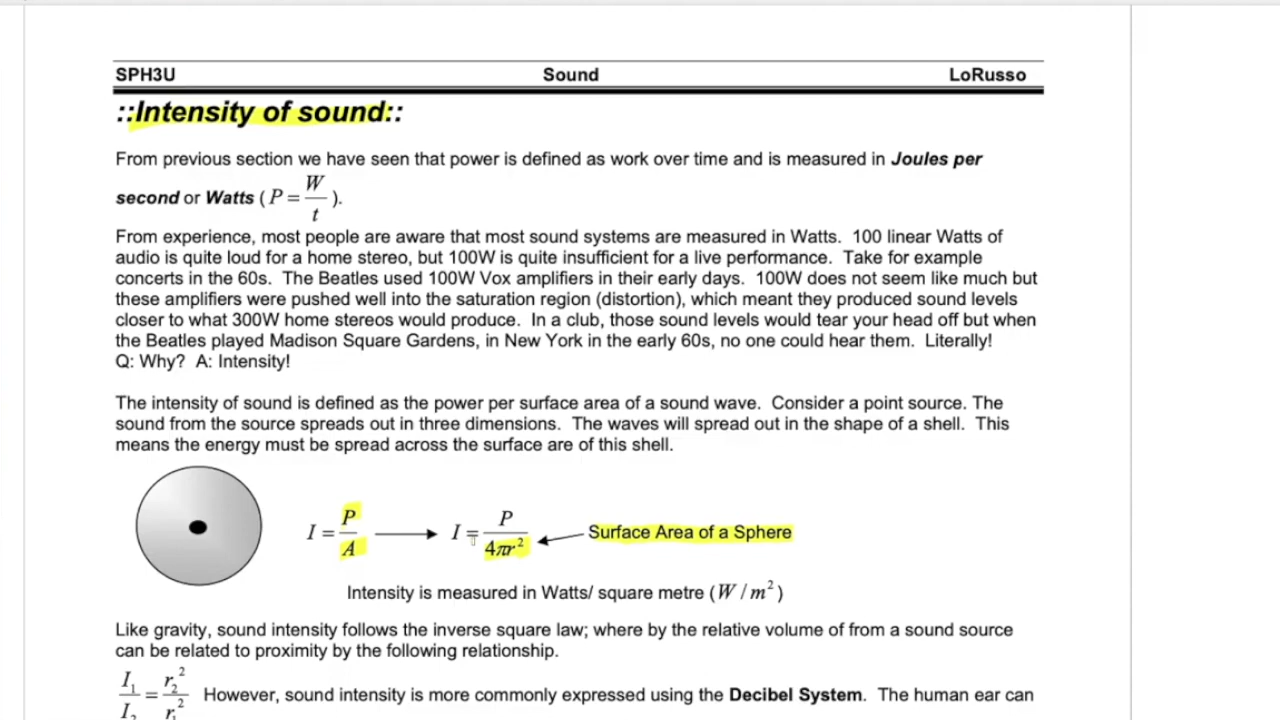 SPH3U Sound LoRusso
::Intensity of sound::
From previous section we have seen that power is defined as work over time and is measured in Joules per
second or Watts ( P = W/t ).
From experience, most people are aware that most sound systems are measured in Watts. 100 linear Watts of
audio is quite loud for a home stereo, but 100W is quite insufficient for a live performance. Take for example
concerts in the 60s. The Beatles used 100W Vox amplifiers in their early days. 100W does not seem like much but
these amplifiers were pushed well into the saturation region (distortion), which meant they produced sound levels
closer to what 300W home stereos would produce. In a club, those sound levels would tear your head off but when
the Beatles played Madison Square Gardens, in New York in the early 60s, no one could hear them. Literally!
Q: Why? A: Intensity!
The intensity of sound is defined as the power per surface area of a sound wave. Consider a point source. The
sound from the source spreads out in three dimensions. The waves will spread out in the shape of a shell. This
means the energy must be spread across the surface are of this shell.
I = P/A I = P/4πr² Surface Area of a Sphere
Intensity is measured in Watts/ square metre (W / m²)
Like gravity, sound intensity follows the inverse square law; where by the relative volume of from a sound source
can be related to proximity by the following relationship.
I₁/I₂ = r₂²/r₁² However, sound intensity is more commonly expressed using the Decibel System. The human ear can